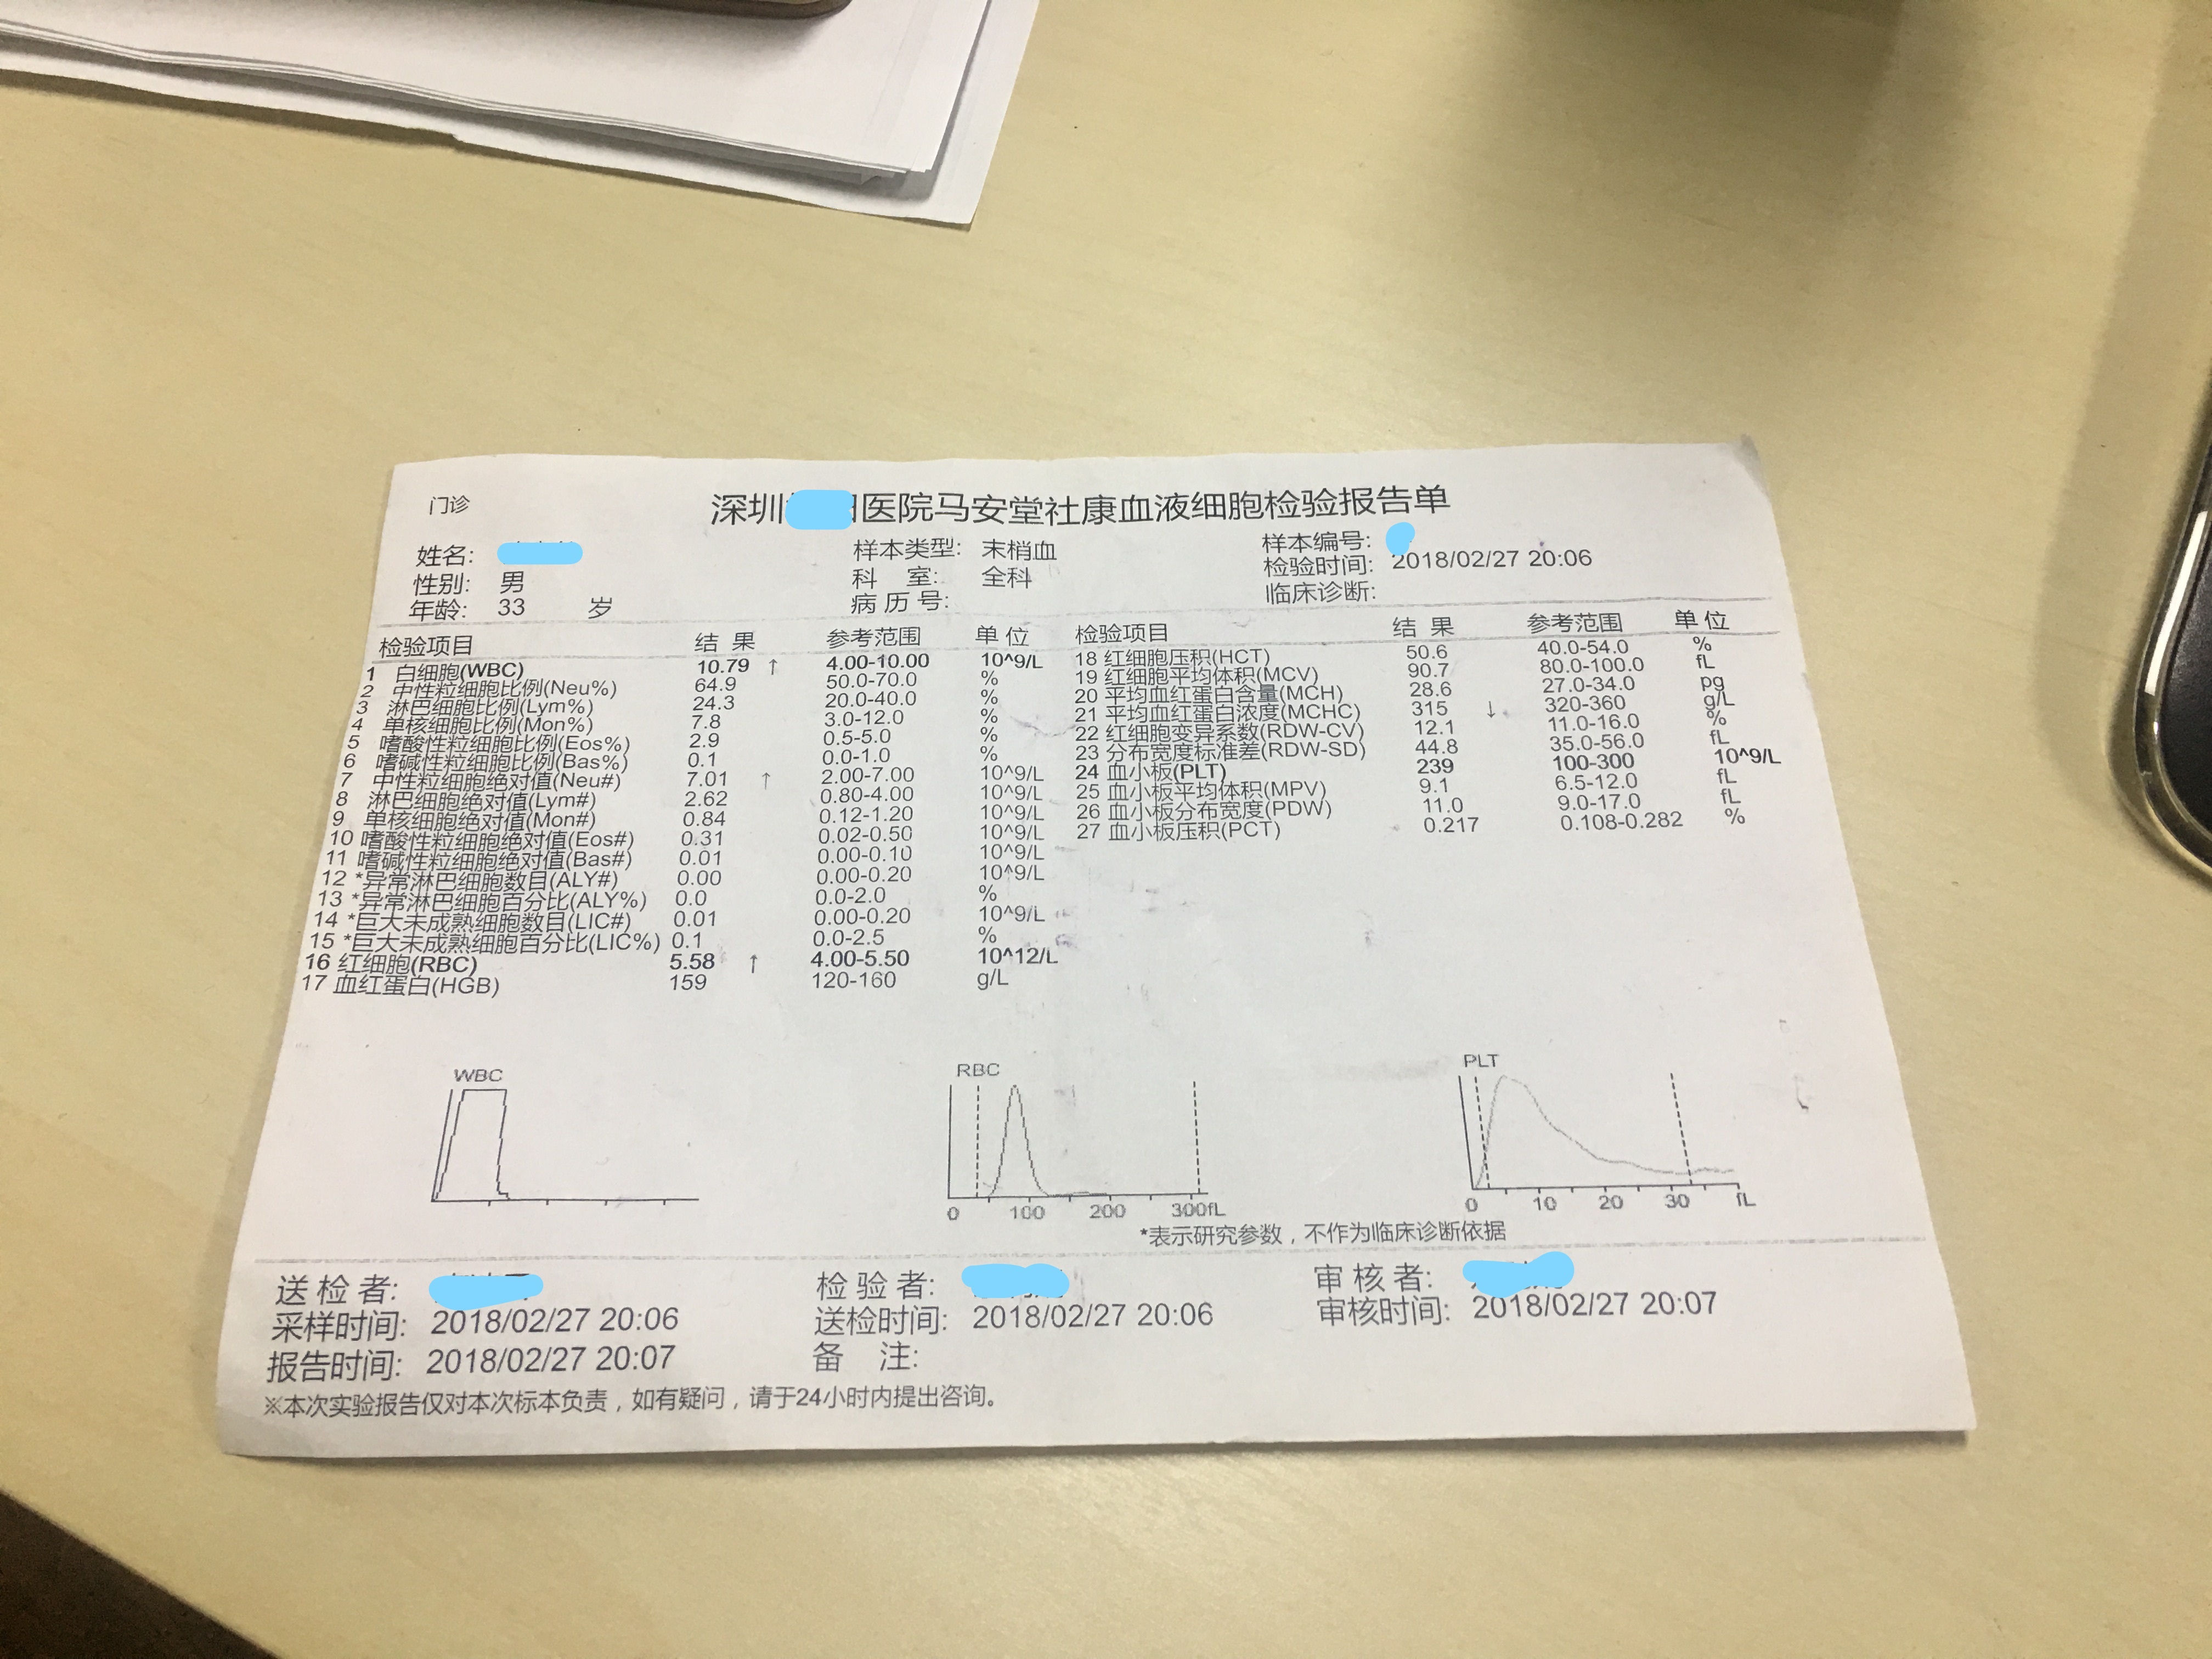 门诊
深圳 医院马安堂社康血液细胞检验报告单
姓名: 样本类型: 末梢血 样本编号:
性别: 男 科 室: 全科 检验时间: 2018/02/27 20:06
年龄: 33 岁 病 历 号: 临床诊断:
检验项目 结 果 参考范围 单 位 检验项目 结 果 参考范围 单 位
1 白细胞(WBC) 10.79 ↑ 4.00-10.00 10^9/L 18 红细胞压积(HCT) 50.6 40.0-54.0 %
2 中性粒细胞比例(Neu%) 64.9 50.0-70.0 % 19 红细胞平均体积(MCV) 90.7 80.0-100.0 fL
3 淋巴细胞比例(Lym%) 24.3 20.0-40.0 % 20 平均血红蛋白含量(MCH) 28.6 27.0-34.0 pg
4 单核细胞比例(Mon%) 7.8 3.0-12.0 % 21 平均血红蛋白浓度(MCHC) 315 ↓ 320-360 g/L
5 嗜酸性粒细胞比例(Eos%) 2.9 0.5-5.0 % 22 红细胞变异系数(RDW-CV) 12.1 11.0-16.0 %
6 嗜碱性粒细胞比例(Bas%) 0.1 0.0-1.0 % 23 分布宽度标准差(RDW-SD) 44.8 35.0-56.0 fL
7 中性粒细胞绝对值(Neu#) 7.01 ↑ 2.00-7.00 10^9/L 24 血小板(PLT) 239 100-300 10^9/L
8 淋巴细胞绝对值(Lym#) 2.62 0.80-4.00 10^9/L 25 血小板平均体积(MPV) 9.1 6.5-12.0 fL
9 单核细胞绝对值(Mon#) 0.84 0.12-1.20 10^9/L 26 血小板分布宽度(PDW) 11.0 9.0-17.0 fL
10 嗜酸性粒细胞绝对值(Eos#) 0.31 0.02-0.50 10^9/L 27 血小板压积(PCT) 0.217 0.108-0.282 %
11 嗜碱性粒细胞绝对值(Bas#) 0.01 0.00-0.10 10^9/L
12 *异常淋巴细胞数目(ALY#) 0.00 0.00-0.20 10^9/L
13 *异常淋巴细胞百分比(ALY%) 0.0 0.0-2.0 %
14 *巨大未成熟细胞数目(LIC#) 0.01 0.00-0.20 10^9/L
15 *巨大未成熟细胞百分比(LIC%) 0.1 0.0-2.5 %
16 红细胞(RBC) 5.58 ↑ 4.00-5.50 10^12/L
17 血红蛋白(HGB) 159 120-160 g/L
WBC RBC PLT
0 100 200 300fL 0 10 20 30 fL
*表示研究参数，不作为临床诊断依据
送 检 者: 检 验 者: 审 核 者:
采样时间: 2018/02/27 20:06 送检时间: 2018/02/27 20:06 审核时间: 2018/02/27 20:07
报告时间: 2018/02/27 20:07 备 注:
※本次实验报告仅对本次标本负责，如有疑问，请于24小时内提出咨询。